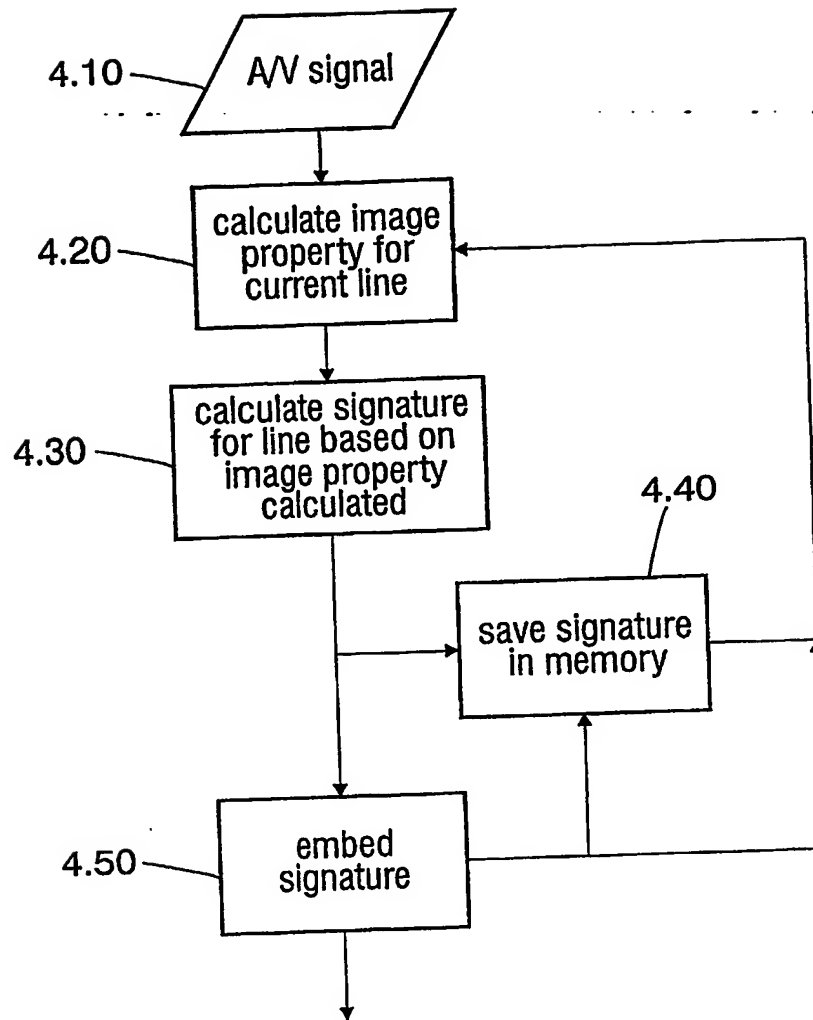 4.10
A/V signal
4.20
calculate image
property for
current line
4.30
calculate signature
for line based on
image property
calculated
4.40
save signature
in memory
4.50
embed
signature